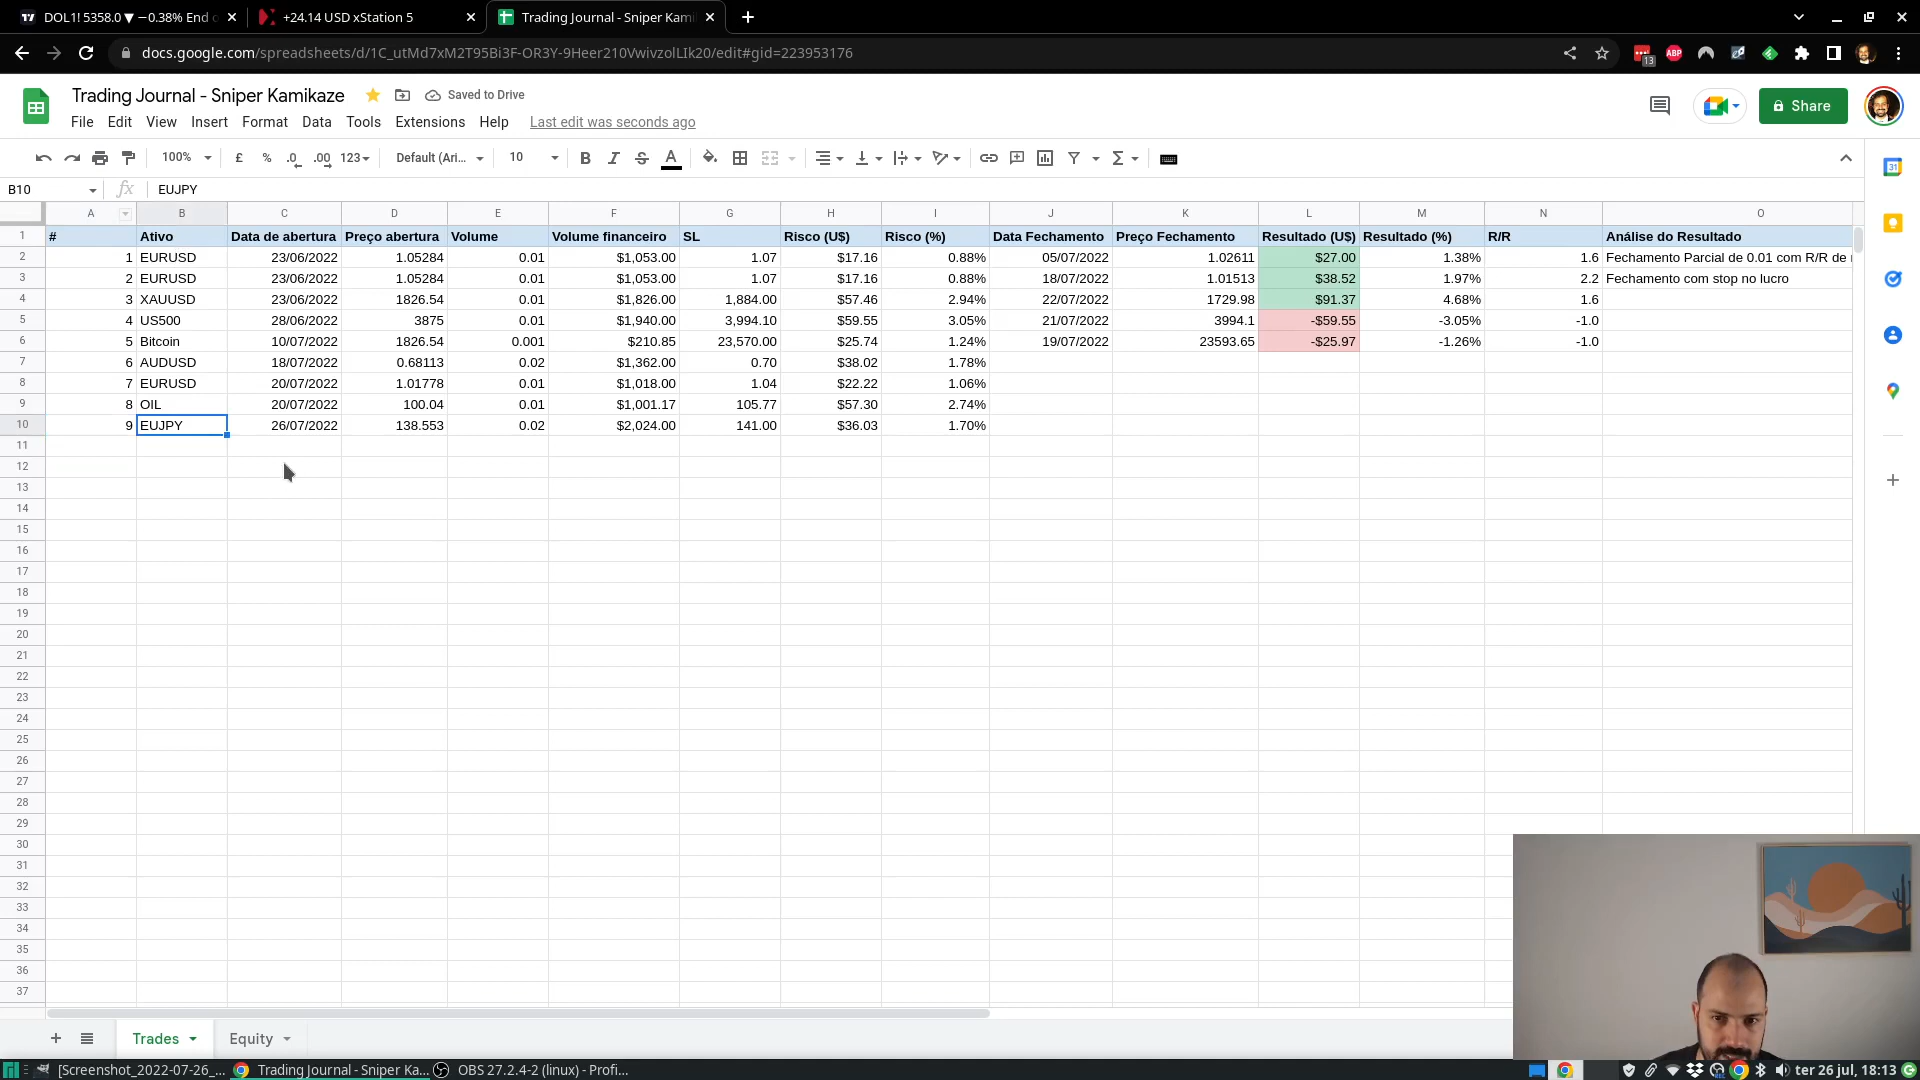 DOL1! 5358.0 ▼ −0.38% End o
+24.14 USD xStation 5
Trading Journal - Sniper Kami
docs.google.com/spreadsheets/d/1C_utMd7xM2T95Bi3F-OR3Y-9Heer210VwivzolLIk20/edit#gid=223953176
13
ABP
Trading Journal - Sniper Kamikaze
Saved to Drive
Share
File Edit View Insert Format Data Tools Extensions Help Last edit was seconds ago
100% £ % .0 .00 123 Default (Ari... 10 B I S A
B10 fx EUJPY
31
A B C D E F G H I J K L M N O
1 # Ativo Data de abertura Preço abertura Volume Volume financeiro SL Risco (U$) Risco (%) Data Fechamento Preço Fechamento Resultado (U$) Resultado (%) R/R Análise do Resultado
2 1 EURUSD 23/06/2022 1.05284 0.01 $1,053.00 1.07 $17.16 0.88% 05/07/2022 1.02611 $27.00 1.38% 1.6 Fechamento Parcial de 0.01 com R/R de
3 2 EURUSD 23/06/2022 1.05284 0.01 $1,053.00 1.07 $17.16 0.88% 18/07/2022 1.01513 $38.52 1.97% 2.2 Fechamento com stop no lucro
4 3 XAUUSD 23/06/2022 1826.54 0.01 $1,826.00 1,884.00 $57.46 2.94% 22/07/2022 1729.98 $91.37 4.68% 1.6
5 4 US500 28/06/2022 3875 0.01 $1,940.00 3,994.10 $59.55 3.05% 21/07/2022 3994.1 -$59.55 -3.05% -1.0
6 5 Bitcoin 10/07/2022 1826.54 0.001 $210.85 23,570.00 $25.74 1.24% 19/07/2022 23593.65 -$25.97 -1.26% -1.0
7 6 AUDUSD 18/07/2022 0.68113 0.02 $1,362.00 0.70 $38.02 1.78%
8 7 EURUSD 20/07/2022 1.01778 0.01 $1,018.00 1.04 $22.22 1.06%
9 8 OIL 20/07/2022 100.04 0.01 $1,001.17 105.77 $57.30 2.74%
10 9 EUJPY 26/07/2022 138.553 0.02 $2,024.00 141.00 $36.03 1.70%
11
12
13
14
15
16
17
18
19
20
21
22
23
24
25
26
27
28
29
30
31
32
33
34
35
36
37
Trades Equity
[Screenshot_2022-07-26_... Trading Journal - Sniper Ka... OBS 27.2.4-2 (linux) - Profi... ter 26 jul, 18:13